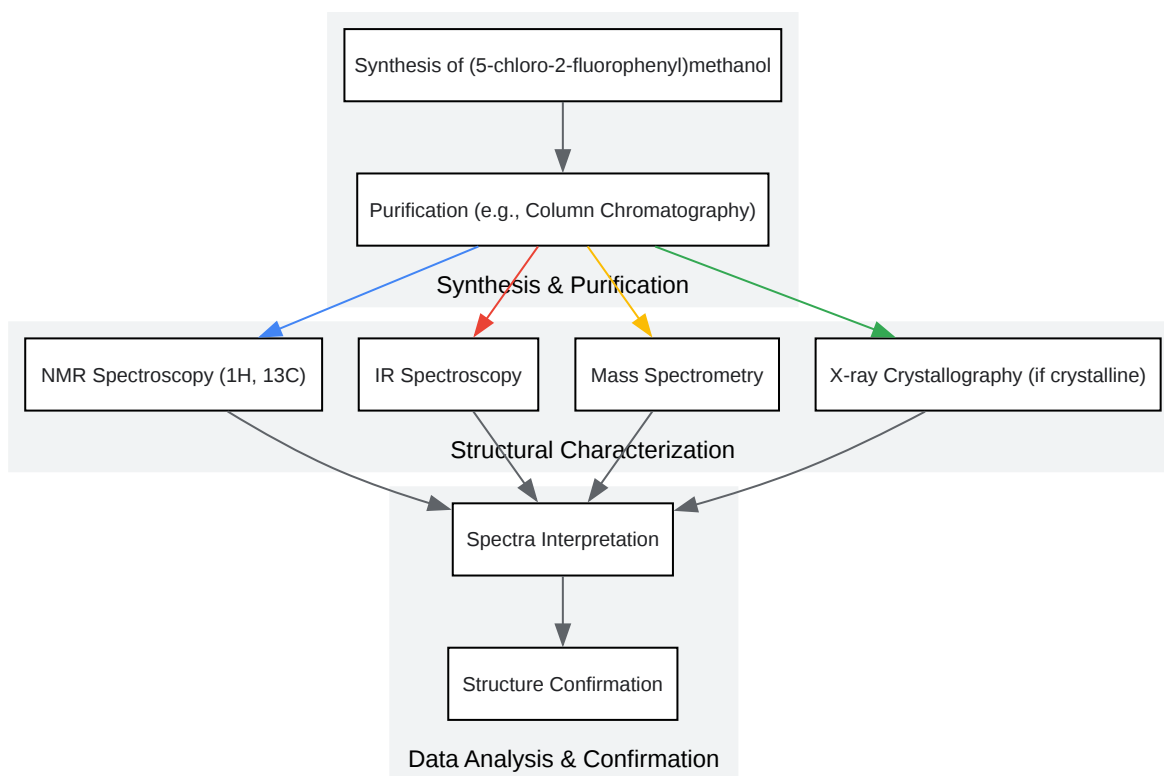 Synthesis of (5-chloro-2-fluorophenyl)methanol
Purification (e.g., Column Chromatography)
Synthesis & Purification
NMR Spectroscopy (1H, 13C)
IR Spectroscopy
Mass Spectrometry
X-ray Crystallography (if crystalline)
Structural Characterization
Spectra Interpretation
Structure Confirmation
Data Analysis & Confirmation